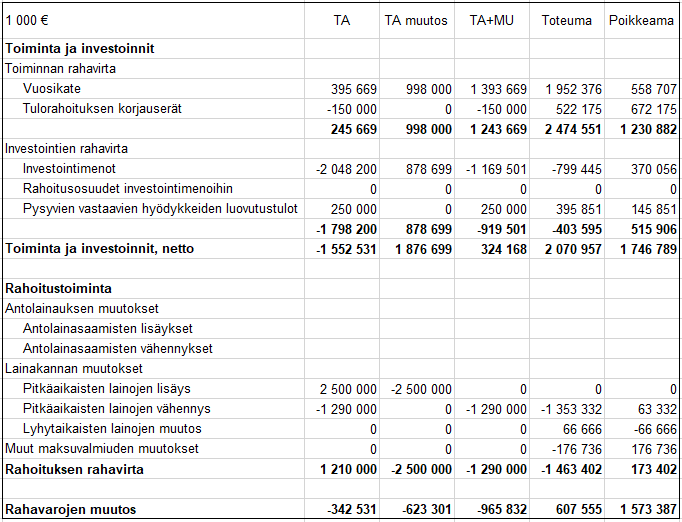 1 000 € TA TA muutos TA+MU Toteuma Poikkeama
Toiminta ja investoinnit
Toiminnan rahavirta
Vuosikate 395 669 998 000 1 393 669 1 952 376 558 707
Tulorahoituksen korjauserät -150 000 0 -150 000 522 175 672 175
245 669 998 000 1 243 669 2 474 551 1 230 882
Investointien rahavirta
Investointimenot -2 048 200 878 699 -1 169 501 -799 445 370 056
Rahoitusosuudet investointimenoihin 0 0 0 0 0
Pysyvien vastaavien hyödykkeiden luovutustulot 250 000 0 250 000 395 851 145 851
-1 798 200 878 699 -919 501 -403 595 515 906
Toiminta ja investoinnit, netto -1 552 531 1 876 699 324 168 2 070 957 1 746 789
Rahoitustoiminta
Antolainauksen muutokset
Antolainasaamisten lisäykset
Antolainasaamisten vähennykset
Lainakannan muutokset
Pitkäaikaisten lainojen lisäys 2 500 000 -2 500 000 0 0 0
Pitkäaikaisten lainojen vähennys -1 290 000 0 -1 290 000 -1 353 332 63 332
Lyhytaikaisten lainojen muutos 0 0 0 66 666 -66 666
Muut maksuvalmiuden muutokset 0 0 0 -176 736 176 736
Rahoituksen rahavirta 1 210 000 -2 500 000 -1 290 000 -1 463 402 173 402
Rahavarojen muutos -342 531 -623 301 -965 832 607 555 1 573 387